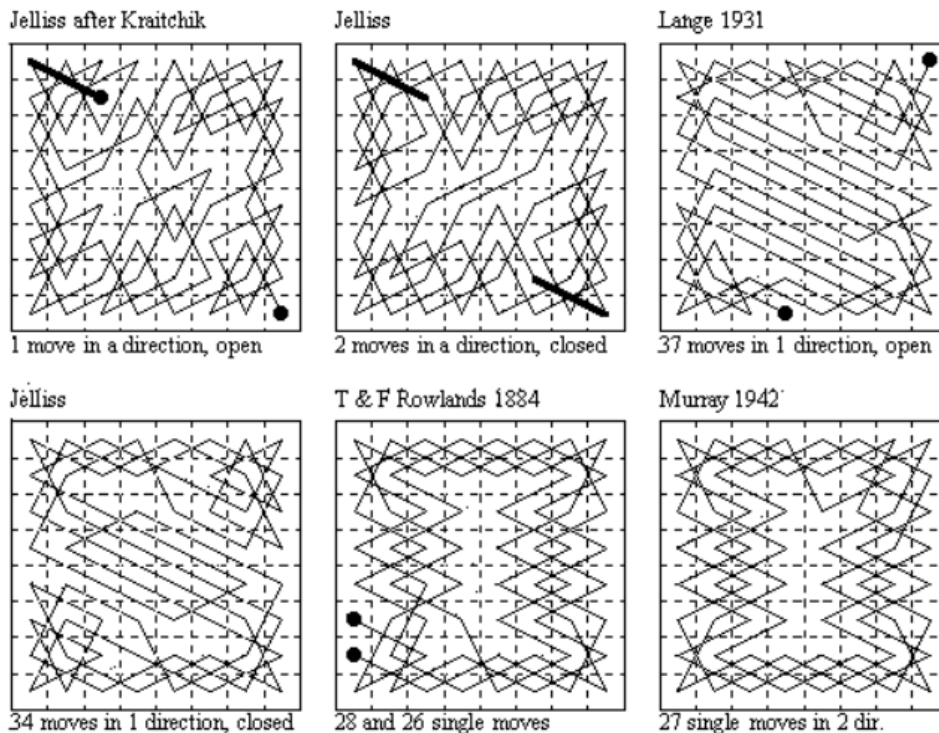 Jelliss after Kraitchik
Jelliss
Lange 1931
1 move in a direction, open
2 moves in a direction, closed
37 moves in 1 direction, open
Jelliss
T & F Rowlands 1884
Murray 1942
34 moves in 1 direction, closed
28 and 26 single moves
27 single moves in 2 dir.